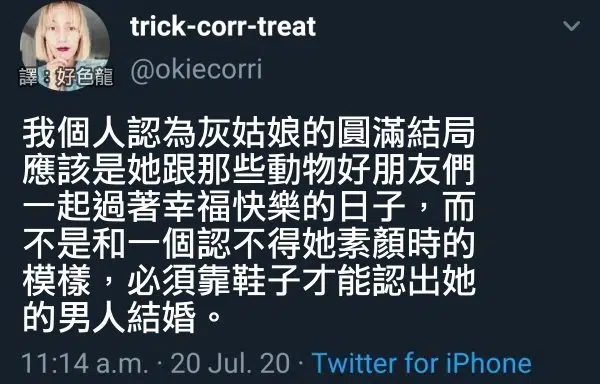 trick-corr-treat
@okiecorri
譯：好色龍
我個人認為灰姑娘的圓滿結局
應該是她跟那些動物好朋友們
一起過著幸福快樂的日子，而
不是和一個認不得她素顏時的
模樣，必須靠鞋子才能認出她
的男人結婚。
11:14 a.m. · 20 Jul. 20 · Twitter for iPhone